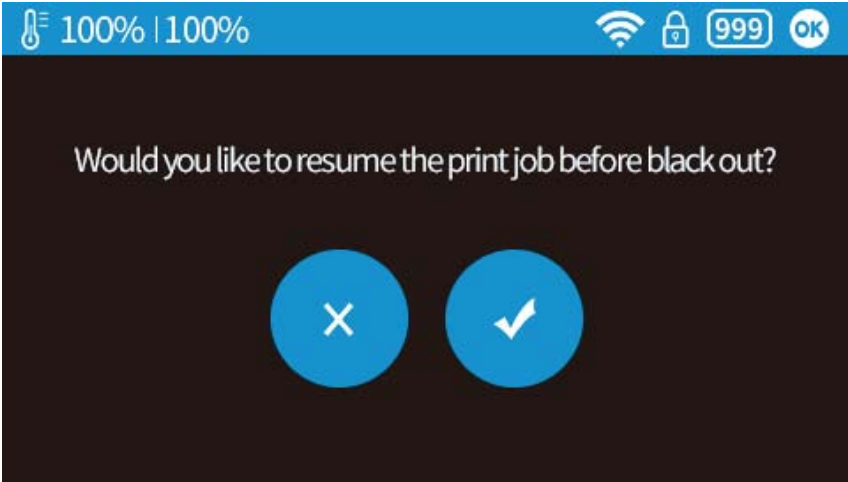 100% | 100% 999 OK
Would you like to resume the print job before black out?